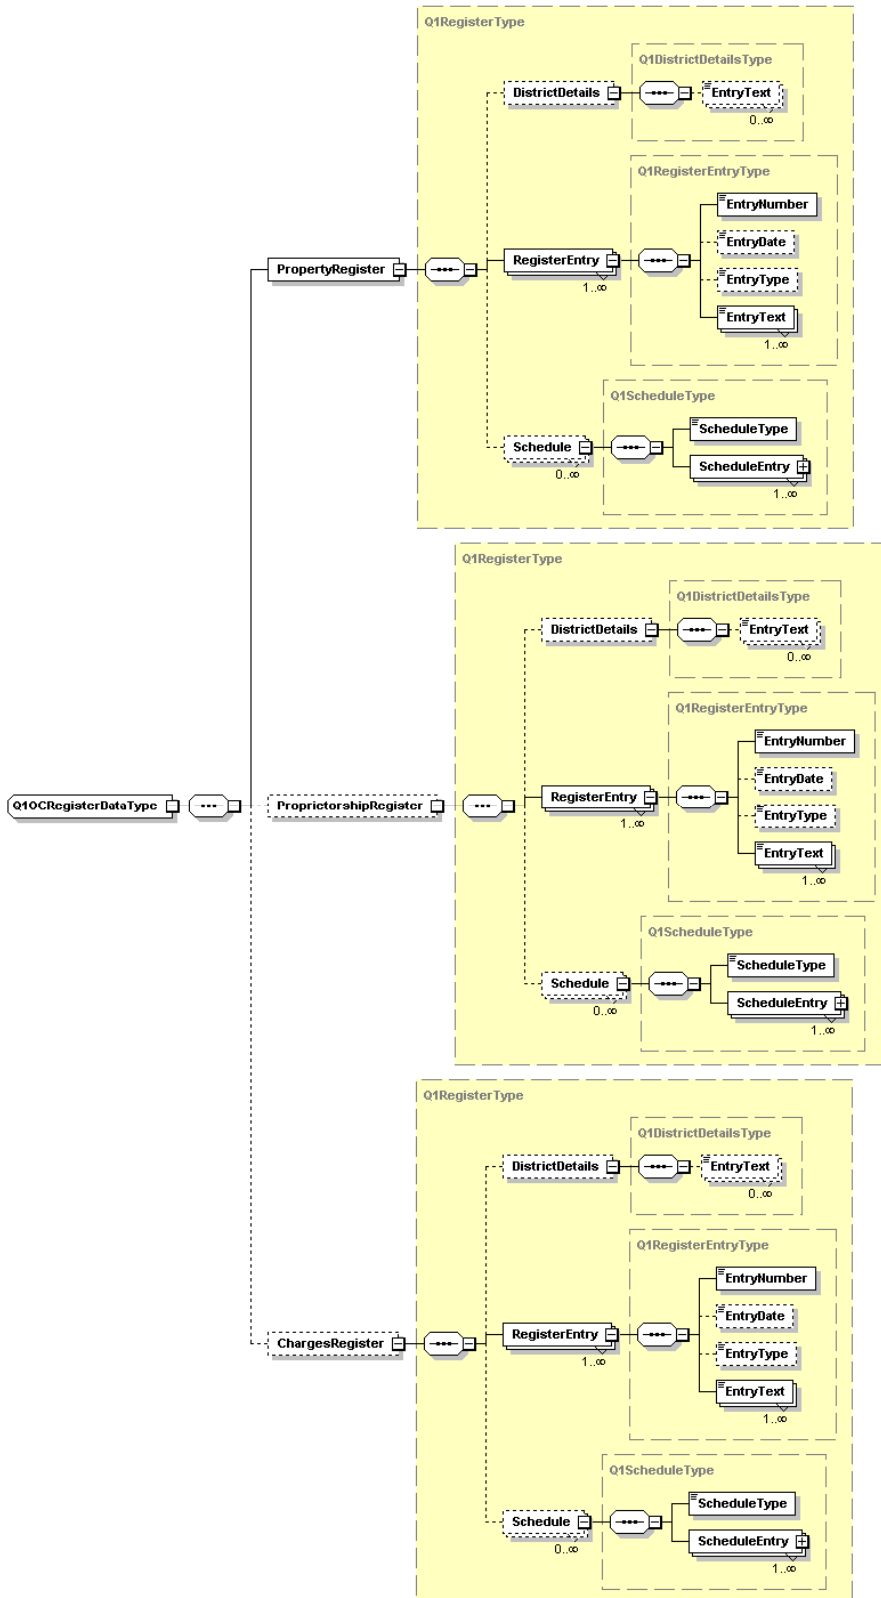 Q1RegisterType
Q1DistrictDetailsType
DistrictDetails
EntryText
0..∞
Q1RegisterEntryType
EntryNumber
EntryDate
PropertyRegister
RegisterEntry
EntryType
1..∞
EntryText
1..∞
Q1ScheduleType
ScheduleType
Schedule
ScheduleEntry
0..∞
1..∞
Q1RegisterType
Q1DistrictDetailsType
DistrictDetails
EntryText
0..∞
Q1RegisterEntryType
EntryNumber
EntryDate
Q1OCRegisterDataType
ProprietorshipRegister
RegisterEntry
EntryType
1..∞
EntryText
1..∞
Q1ScheduleType
ScheduleType
Schedule
ScheduleEntry
0..∞
1..∞
Q1RegisterType
Q1DistrictDetailsType
DistrictDetails
EntryText
0..∞
Q1RegisterEntryType
EntryNumber
EntryDate
ChargesRegister
RegisterEntry
EntryType
1..∞
EntryText
1..∞
Q1ScheduleType
ScheduleType
Schedule
ScheduleEntry
0..∞
1..∞